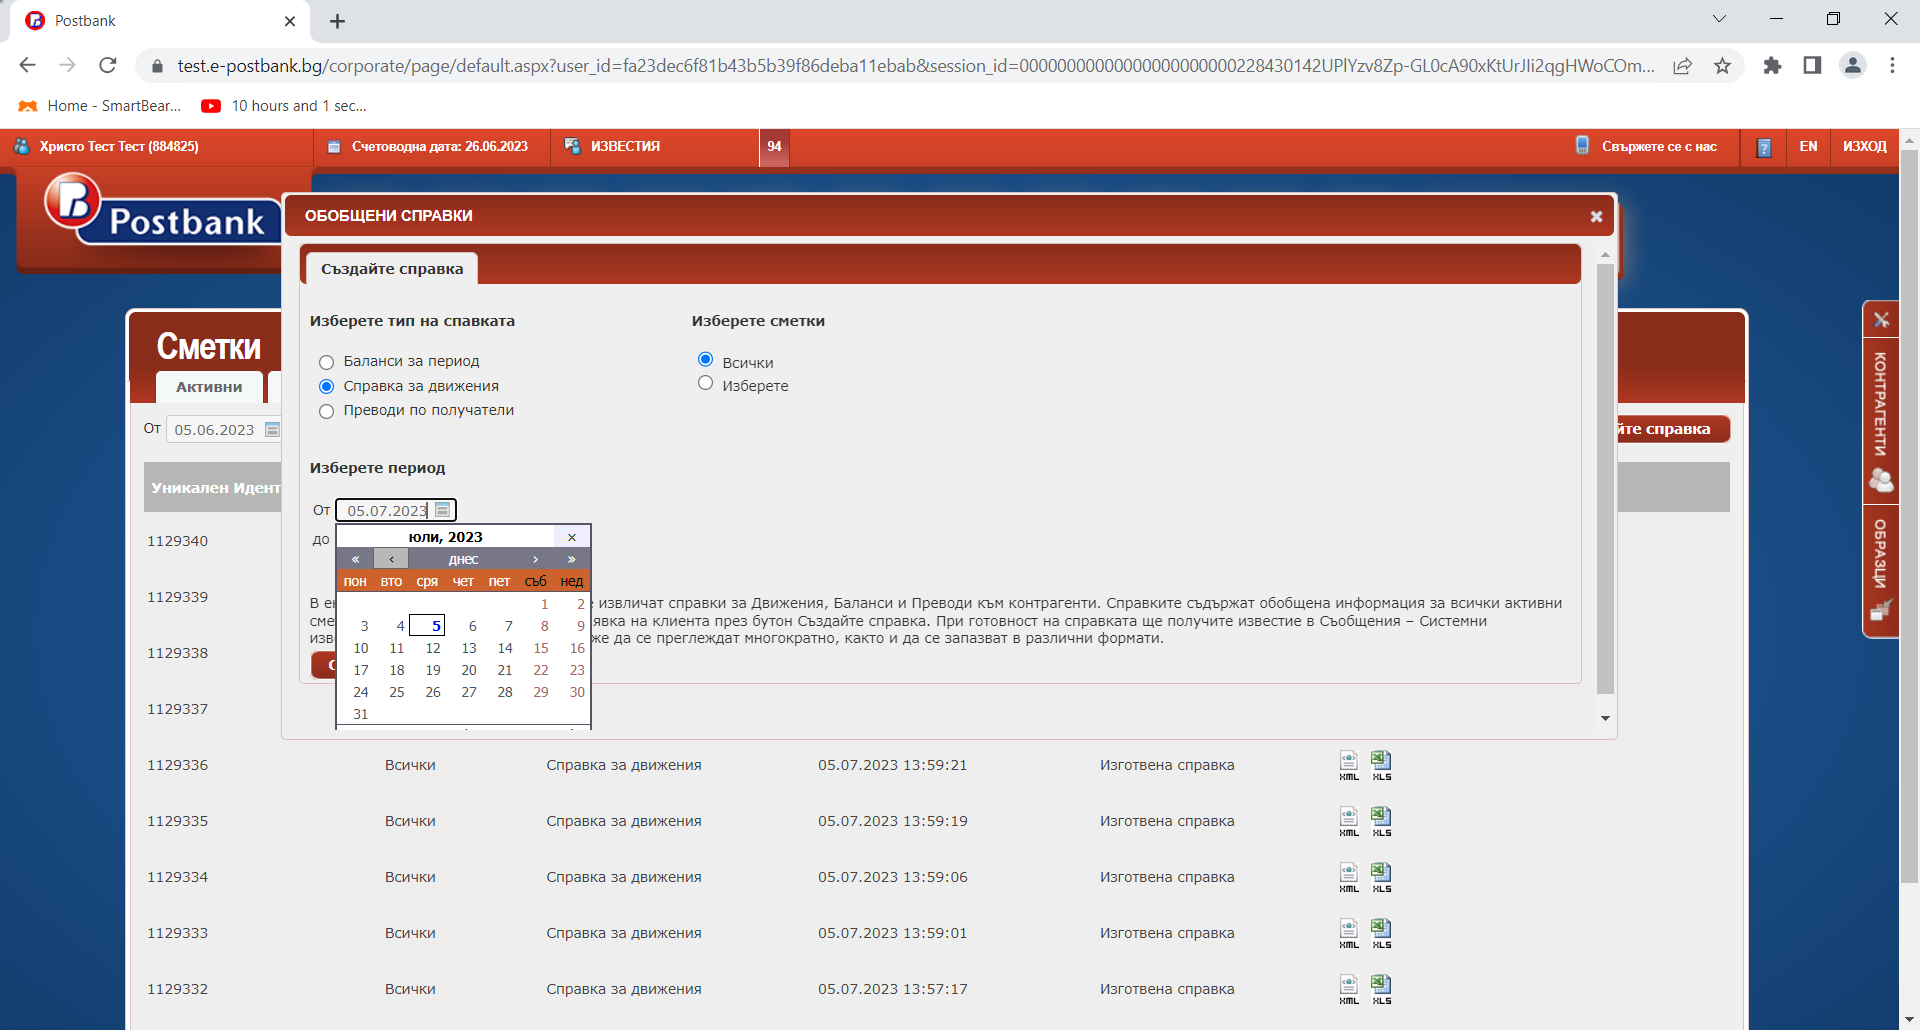 Postbank
test.e-postbank.bg/corporate/page/default.aspx?user_id=fa23dec6f81b43b5b39f86deba11ebab&session_id=
Home - SmartBear...
10 hours and 1 sec...
Христо Тест Тест (884825)
Счетоводна дата: 26.06.2023
ИЗВЕСТИЯ
94
Свържете се с нас
EN
ИЗХОД
Postbank
ОБОБЩЕНИ СПРАВКИ
Създайте справка
Изберете тип на спавката
Изберете сметки
Баланси за период
Всички
Справка за движения
Изберете
Преводи по получатели
Сметки
Активни
От 05.06.2023
йте справка
Изберете период
От 05.07.2023
до
юли, 2023
« ‹ днес › »
пон вто сря чет пет съб нед
1 2
3 4 5 6 7 8 9
10 11 12 13 14 15 16
17 18 19 20 21 22 23
24 25 26 27 28 29 30
31
извличат справки за Движения, Баланси и Преводи към контрагенти. Справките съдържат обобщена информация за всички активни
сме явка на клиента през бутон Създайте справка. При готовност на справката ще получите известие в Съобщения – Системни
изве же да се преглеждат многократно, както и да се запазват в различни формати.
КОНТРАГЕНТИ
ОБРАЗЦИ
Уникален Идент
1129340
1129339
1129338
1129337
1129336 Всички Справка за движения 05.07.2023 13:59:21 Изготвена справка XML XLS
1129335 Всички Справка за движения 05.07.2023 13:59:19 Изготвена справка XML XLS
1129334 Всички Справка за движения 05.07.2023 13:59:06 Изготвена справка XML XLS
1129333 Всички Справка за движения 05.07.2023 13:59:01 Изготвена справка XML XLS
1129332 Всички Справка за движения 05.07.2023 13:57:17 Изготвена справка XML XLS